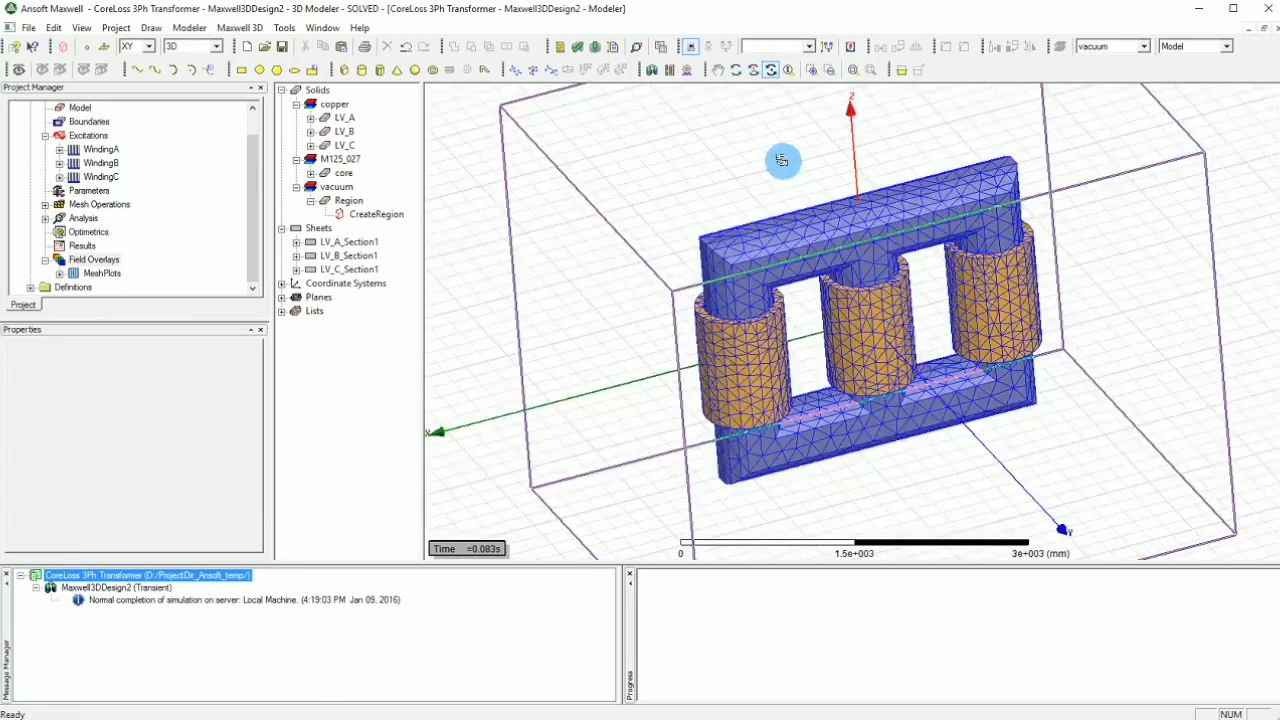 Ansoft Maxwell - CoreLoss 3Ph Transformer - Maxwell3DDesign2 - 3D Modeler - SOLVED - [CoreLoss 3Ph Transformer - Maxwell3DDesign2 - Modeler]
File Edit View Project Draw Modeler Maxwell 3D Tools Window Help
XY 3D vacuum Model
Project Manager
Model
Boundaries
Excitations
WindingA
WindingB
WindingC
Parameters
Mesh Operations
Analysis
Optimetrics
Results
Field Overlays
MeshPlots
Definitions
Project
Properties
Solids
copper
LV_A
LV_B
LV_C
M125_027
core
vacuum
Region
CreateRegion
Sheets
LV_A_Section1
LV_B_Section1
LV_C_Section1
Coordinate Systems
Planes
Lists
Z
X
Y
Time =0.083s
0 1.5e+003 3e+003 (mm)
CoreLoss 3Ph Transformer (D:/ProjectDir_Ansoft_temp/)
Maxwell3DDesign2 (Transient)
Normal completion of simulation on server: Local Machine. (4:19:03 PM Jan 09, 2016)
Message Manager
Progress
Ready
NUM